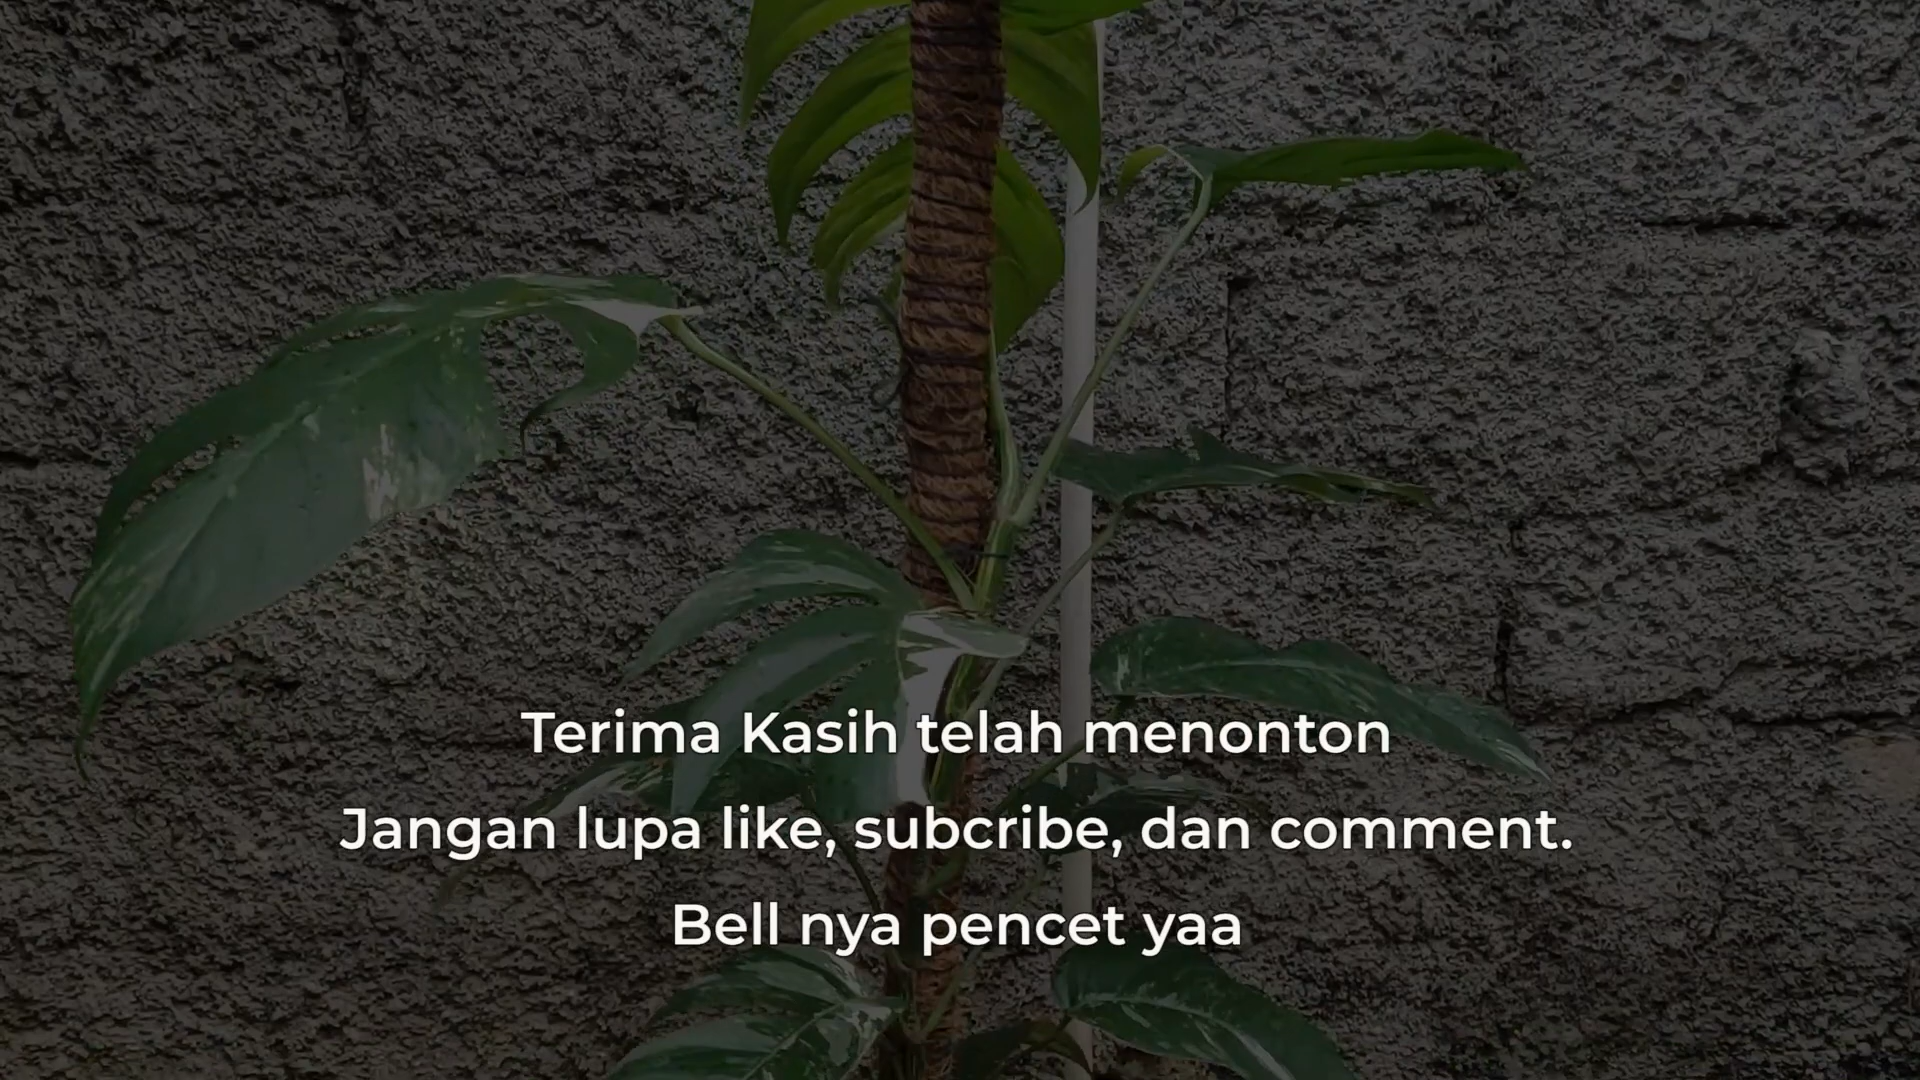 Terima Kasih telah menonton
Jangan lupa like, subcribe, dan comment.
Bell nya pencet yaa